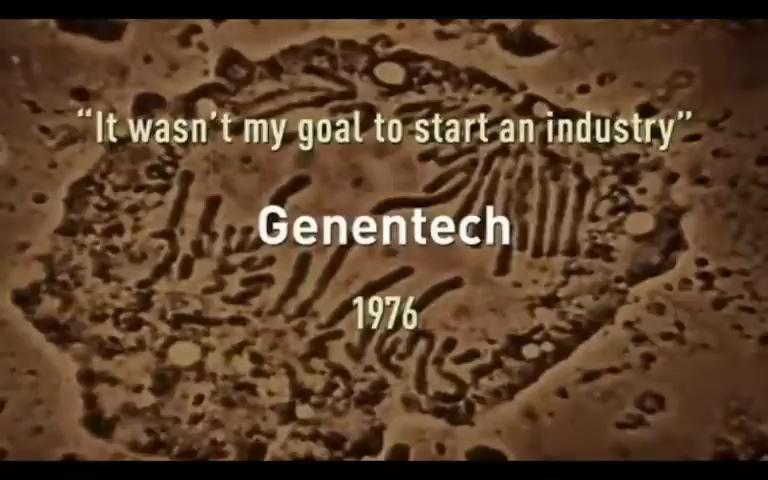 “It wasn’t my goal to start an industry”
Genentech
1976